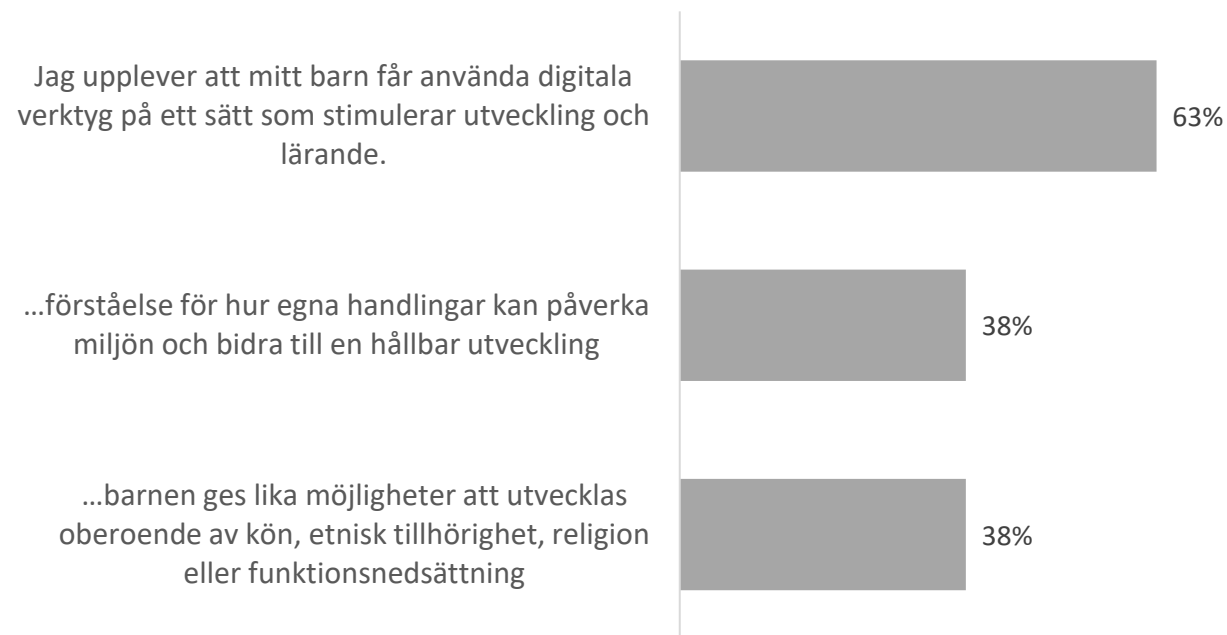 Jag upplever att mitt barn får använda digitala
verktyg på ett sätt som stimulerar utveckling och
lärande.
63%
…förståelse för hur egna handlingar kan påverka
miljön och bidra till en hållbar utveckling
38%
…barnen ges lika möjligheter att utvecklas
oberoende av kön, etnisk tillhörighet, religion
eller funktionsnedsättning
38%